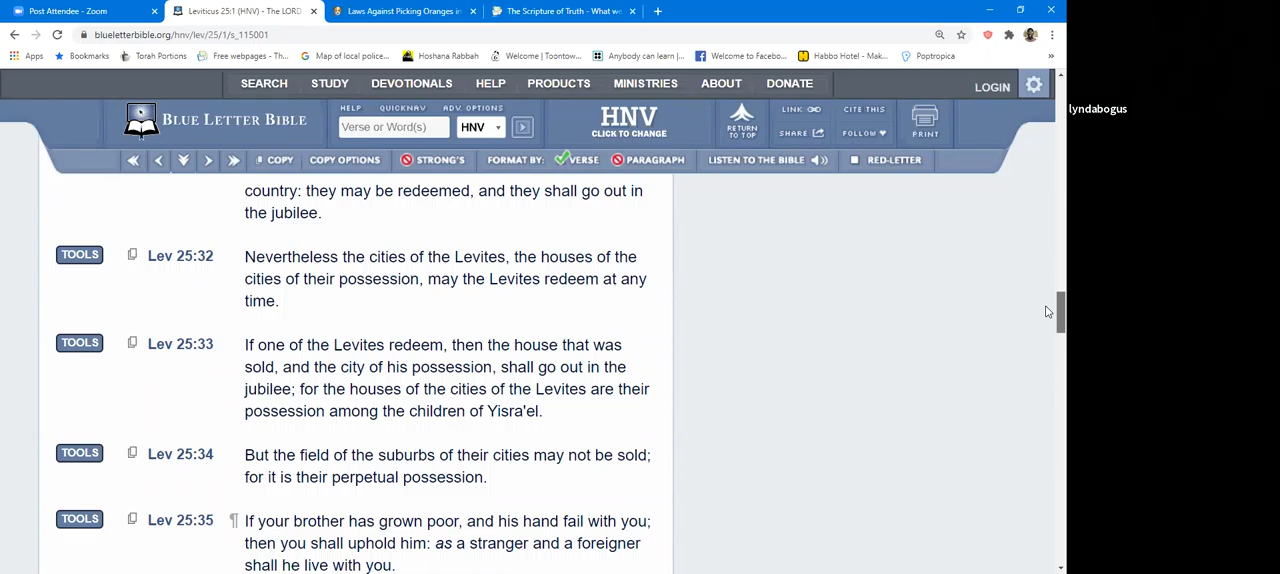 Post Attendee - Zoom
Leviticus 25:1 (HNV) - The LORD
Laws Against Picking Oranges in
The Scripture of Truth - What w
blueletterbible.org/hnv/lev/25/1/s_115001
Apps
Bookmarks
Torah Portions
Free webpages - Th...
Map of local police...
Hoshana Rabbah
Welcome | Toontow...
Anybody can learn |...
Welcome to Facebo...
Habbo Hotel - Mak...
Poptropica
»
SEARCH
STUDY
DEVOTIONALS
HELP
PRODUCTS
MINISTRIES
ABOUT
DONATE
LOGIN
lyndabogus
BLUE LETTER BIBLE
HELP
QUICKNAV
ADV. OPTIONS
Verse or Word(s)
HNV
HNV
CLICK TO CHANGE
RETURN
TO TOP
LINK
CITE THIS
SHARE
FOLLOW
PRINT
COPY
COPY OPTIONS
STRONG'S
FORMAT BY:
VERSE
PARAGRAPH
LISTEN TO THE BIBLE
RED-LETTER
country: they may be redeemed, and they shall go out in
the jubilee.
TOOLS
Lev 25:32
Nevertheless the cities of the Levites, the houses of the
cities of their possession, may the Levites redeem at any
time.
TOOLS
Lev 25:33
If one of the Levites redeem, then the house that was
sold, and the city of his possession, shall go out in the
jubilee; for the houses of the cities of the Levites are their
possession among the children of Yisra'el.
TOOLS
Lev 25:34
But the field of the suburbs of their cities may not be sold;
for it is their perpetual possession.
TOOLS
Lev 25:35
¶ If your brother has grown poor, and his hand fail with you;
then you shall uphold him: as a stranger and a foreigner
shall he live with you.